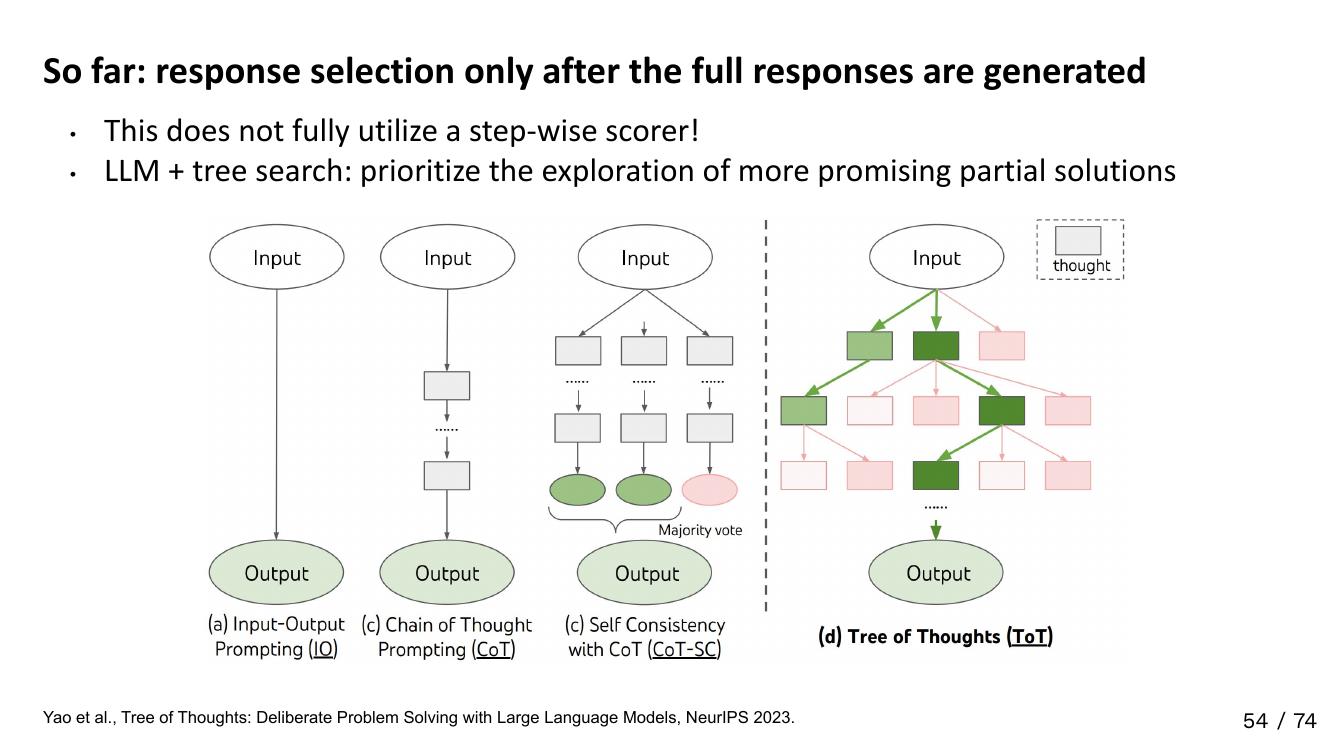 So far: response selection only after the full responses are generated
• This does not fully utilize a step-wise scorer!
• LLM + tree search: prioritize the exploration of more promising partial solutions
Input
Input
Input
Input
thought
......
......
......
......
......
Majority vote
Output
Output
Output
Output
(a) Input-Output
Prompting (IO)
(c) Chain of Thought
Prompting (CoT)
(c) Self Consistency
with CoT (CoT-SC)
(d) Tree of Thoughts (ToT)
Yao et al., Tree of Thoughts: Deliberate Problem Solving with Large Language Models, NeurIPS 2023.
54 / 74